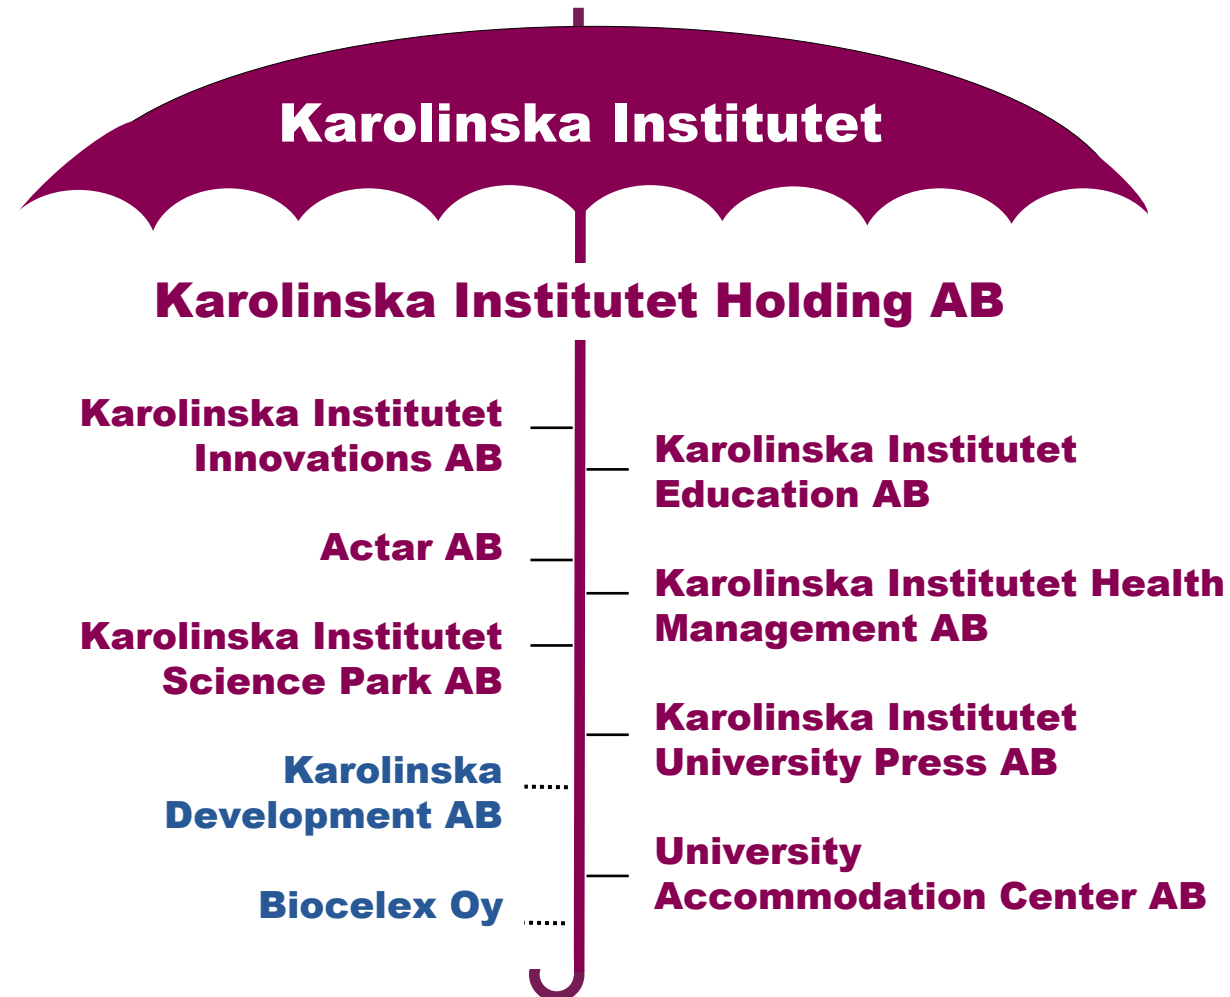 Karolinska Institutet
Karolinska Institutet Holding AB
Karolinska Institutet
Innovations AB
Actar AB
Karolinska Institutet
Science Park AB
Karolinska
Development AB
Biocelex Oy
Karolinska Institutet
Education AB
Karolinska Institutet Health
Management AB
Karolinska Institutet
University Press AB
University
Accommodation Center AB